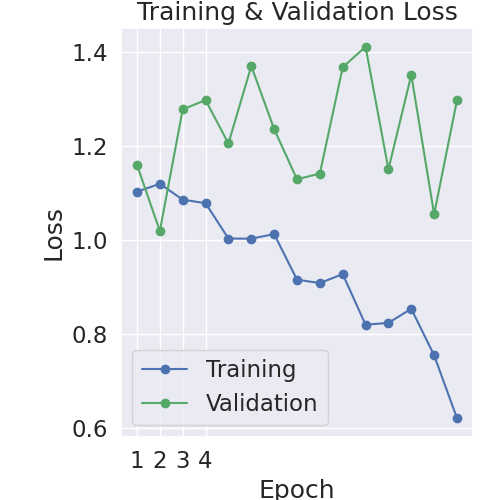 Training & Validation Loss
1.4
1.2
1.0
0.8
0.6
Loss
Training
Validation
1 2 3 4
Epoch